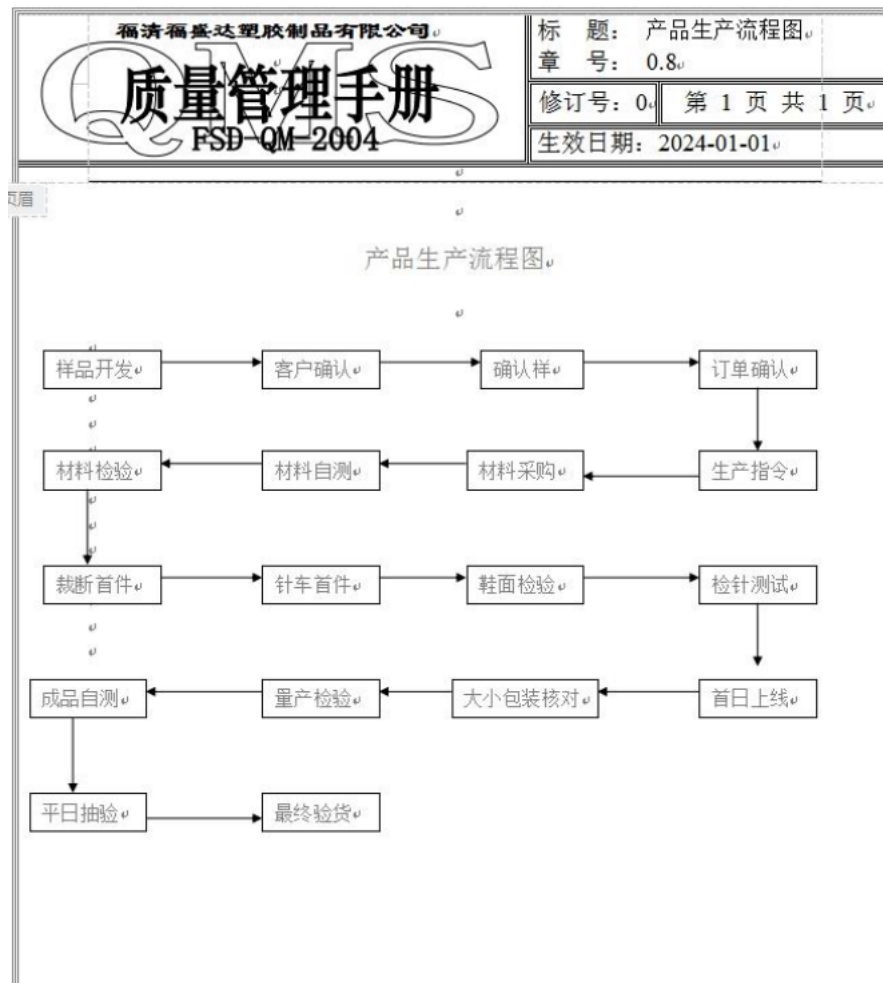 福清福盛达塑胶制品有限公司
QMS
质量管理手册
FSD-QM-2004
标 题: 产品生产流程图
章 号: 0.8
修订号: 0 第 1 页 共 1 页
生效日期: 2024-01-01
页眉
产品生产流程图
样品开发 客户确认 确认样 订单确认
材料检验 材料自测 材料采购 生产指令
裁断首件 针车首件 鞋面检验 检针测试
成品自测 量产检验 大小包装核对 首日上线
平日抽验 最终验货